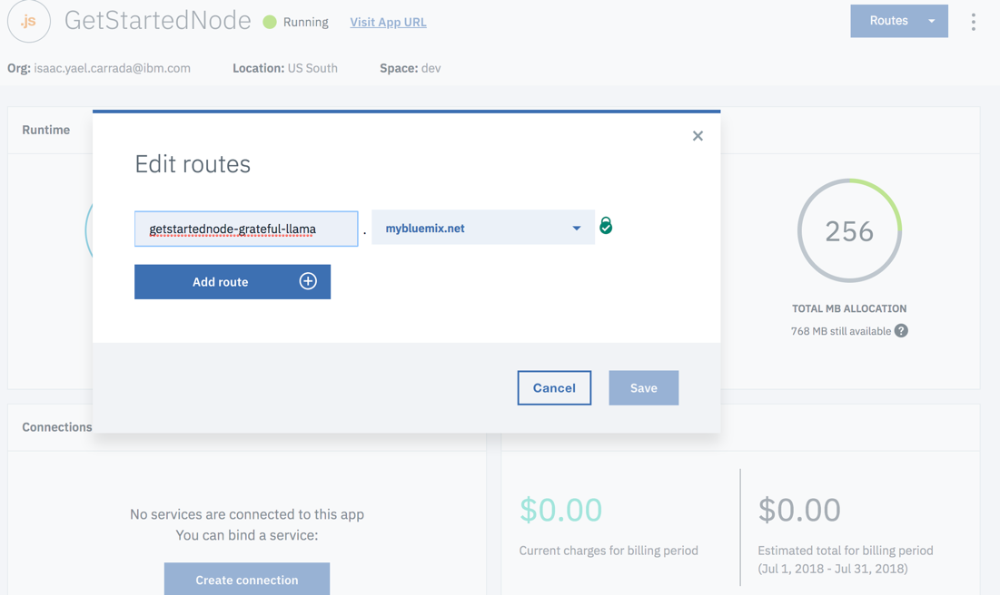 .js GetStartedNode Running Visit App URL Routes
Org: isaac.yael.carrada@ibm.com Location: US South Space: dev
Runtime
Edit routes
getstartednode-grateful-llama . mybluemix.net
Add route
Cancel Save
256
TOTAL MB ALLOCATION
768 MB still available ?
Connections
No services are connected to this app
You can bind a service:
Create connection
$0.00
Current charges for billing period
$0.00
Estimated total for billing period
(Jul 1, 2018 - Jul 31, 2018)